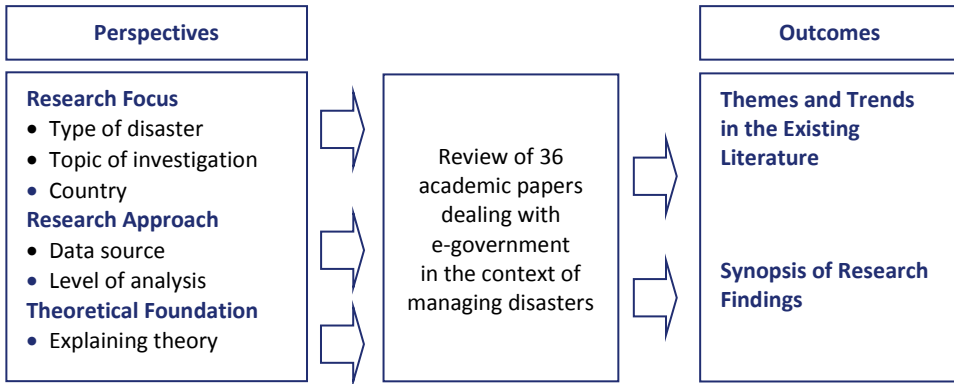 Perspectives
Research Focus
• Type of disaster
• Topic of investigation
• Country
Research Approach
• Data source
• Level of analysis
Theoretical Foundation
• Explaining theory
Review of 36
academic papers
dealing with
e-government
in the context of
managing disasters
Outcomes
Themes and Trends
in the Existing
Literature
Synopsis of Research
Findings